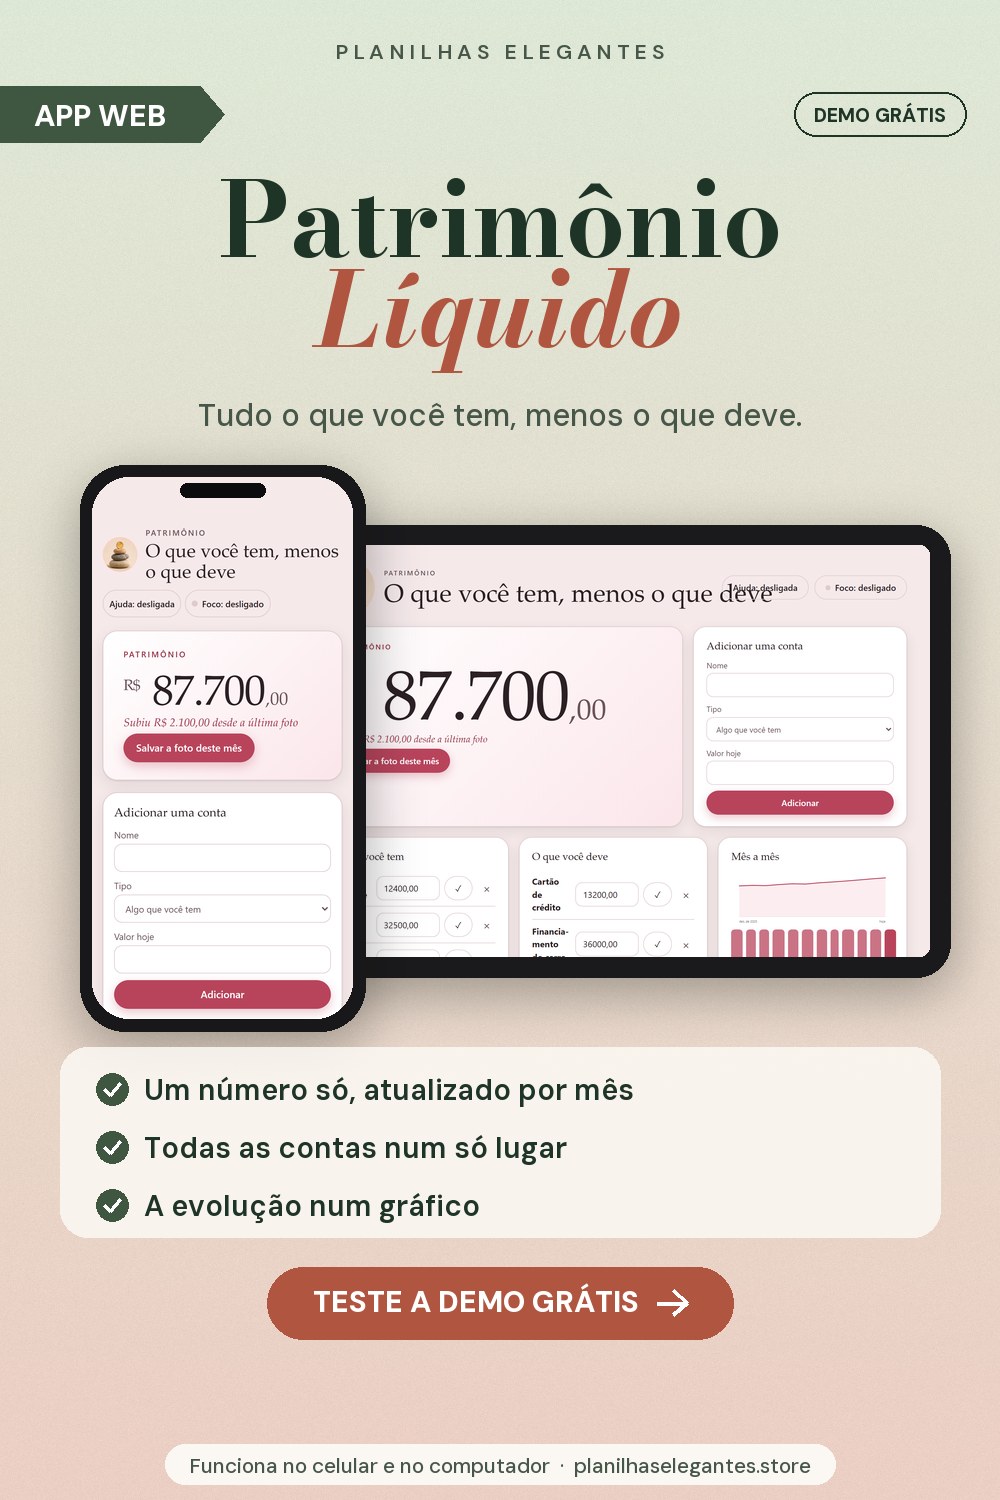 PLANILHAS ELEGANTES
APP WEB
DEMO GRÁTIS
Patrimônio
Líquido
Tudo o que você tem, menos o que deve.
PATRIMÔNIO
O que você tem, menos
o que deve
Ajuda: desligada
Foco: desligado
PATRIMÔNIO
R$ 87.700,00
Subiu R$ 2.100,00 desde a última foto
Salvar a foto deste mês
Adicionar uma conta
Nome
Tipo
Algo que você tem
Valor hoje
Adicionar
PATRIMÔNIO
O que você tem, menos o que deve
Ajuda: desligada
Foco: desligado
ÔNIO
87.700,00
R$ 2.100,00 desde a última foto
ar a foto deste mês
Adicionar uma conta
Nome
Tipo
Algo que você tem
Valor hoje
Adicionar
você tem
12400,00 ✓ ×
32500,00 ✓ ×
O que você deve
Cartão
de
crédito
13200,00 ✓ ×
Financia-
mento
36000,00 ✓ ×
Mês a mês
Um número só, atualizado por mês
Todas as contas num só lugar
A evolução num gráfico
TESTE A DEMO GRÁTIS →
Funciona no celular e no computador · planilhaselegantes.store